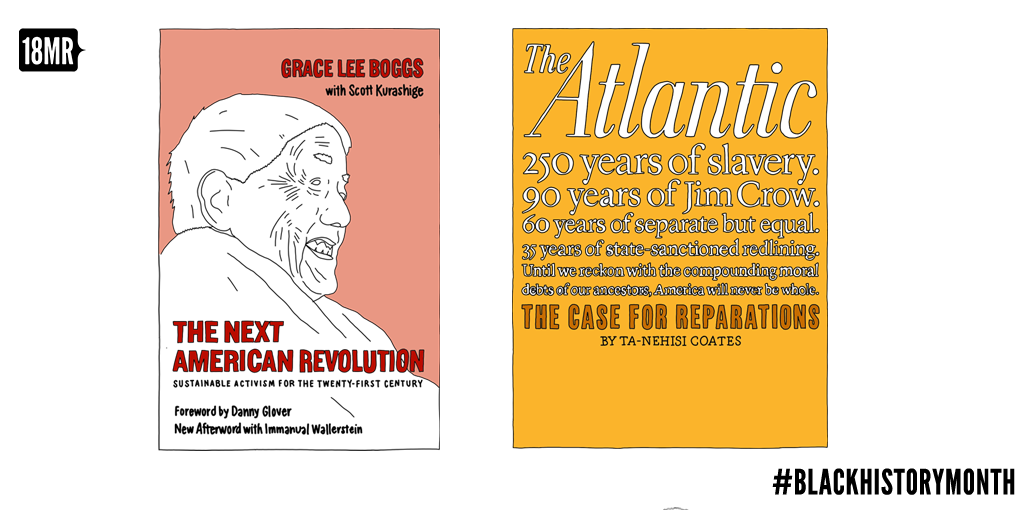 18MR
GRACE LEE BOGGS
with Scott Kurashige
THE NEXT
AMERICAN REVOLUTION
SUSTAINABLE ACTIVISM FOR THE TWENTY-FIRST CENTURY
Foreword by Danny Glover
New Afterword with Immanual Wallerstein
The Atlantic
250 years of slavery.
90 years of Jim Crow.
60 years of separate but equal.
35 years of state-sanctioned redlining.
Until we reckon with the compounding moral
debts of our ancestors, America will never be whole.
THE CASE FOR REPARATIONS
BY TA-NEHISI COATES
#BLACKHISTORYMONTH